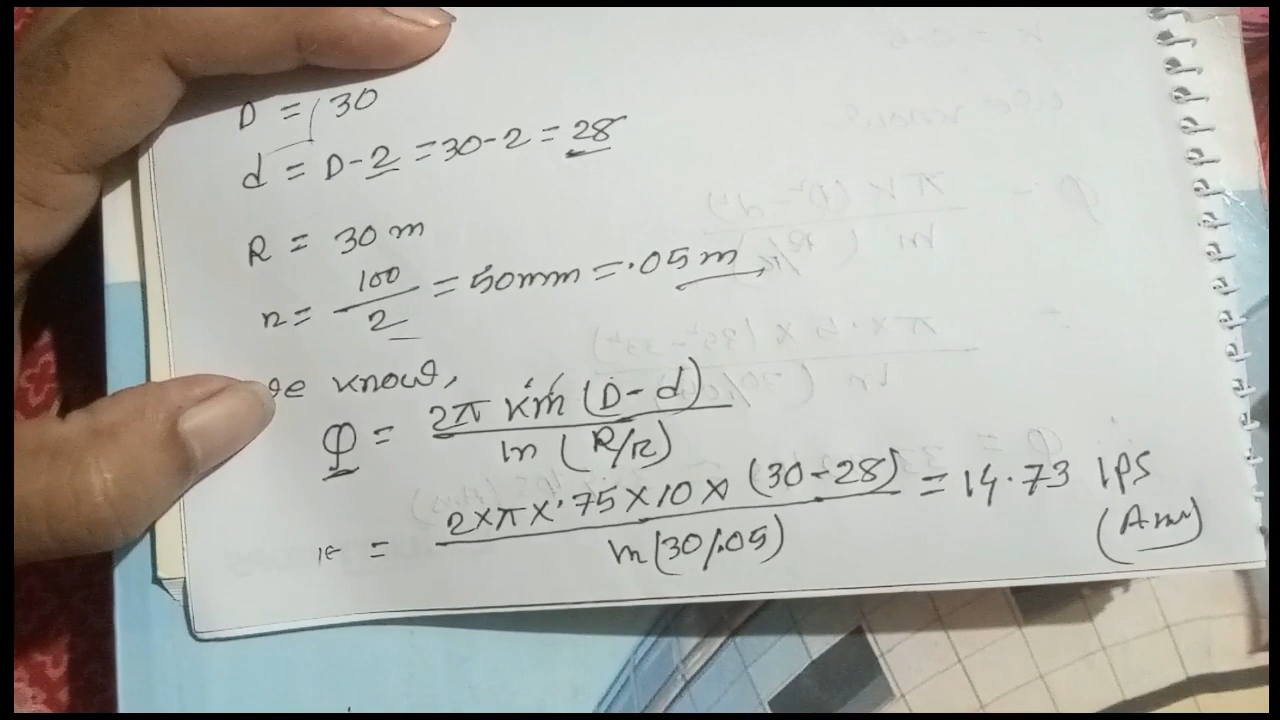 D = 30
d = D-2 = 30-2 = 28
R = 30 m
r = 100/2 = 50mm = .05 m
we know,
Q = 2π km (D-d) / ln (R/r)
= 2×π×.75×10×(30-28) / ln(30/.05) = 14.73 lps
(Ans)